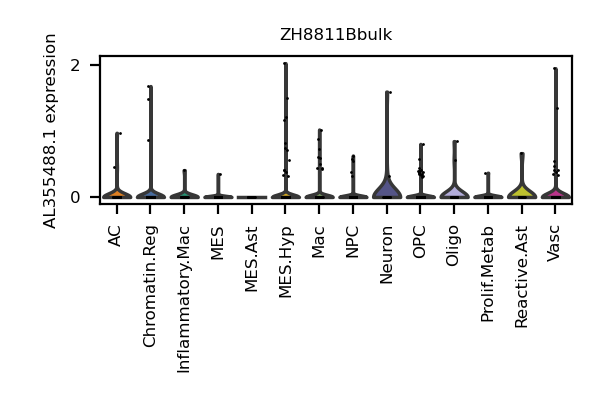 ZH8811Bbulk
AL355488.1 expression
2
0
AC
Chromatin.Reg
Inflammatory.Mac
MES
MES.Ast
MES.Hyp
Mac
NPC
Neuron
OPC
Oligo
Prolif.Metab
Reactive.Ast
Vasc